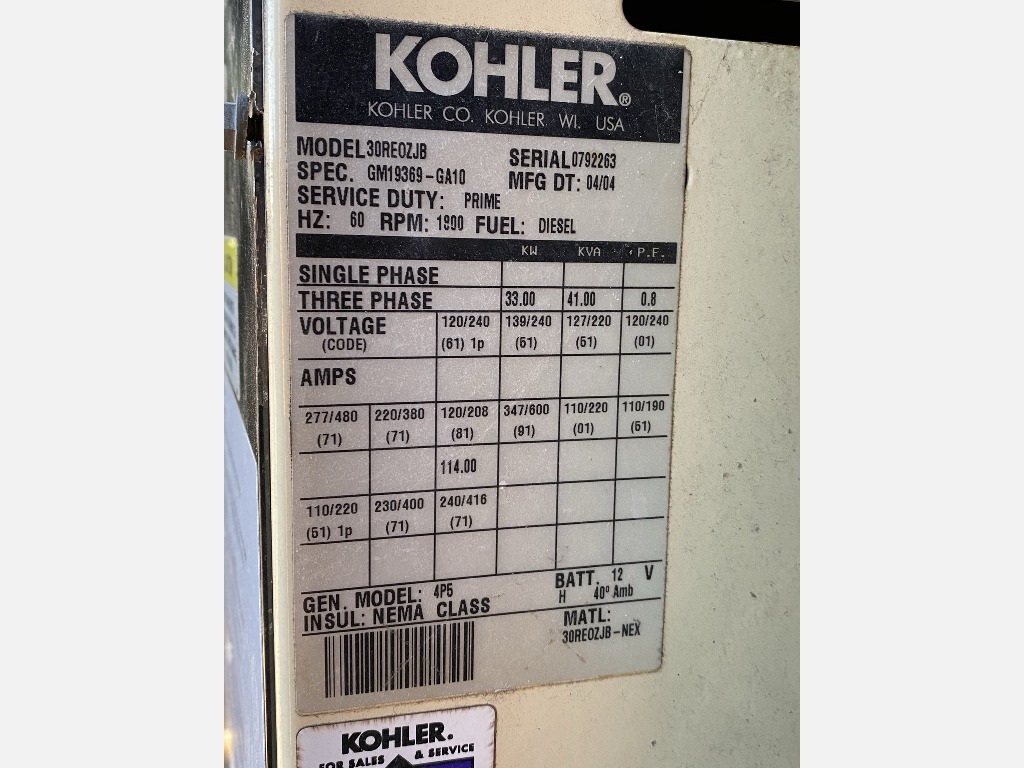 KOHLER®
KOHLER CO. KOHLER. WI. USA
MODEL 30REOZJB SERIAL 0792263
SPEC. GM19369-GA10 MFG DT: 04/04
SERVICE DUTY: PRIME
HZ: 60 RPM: 1800 FUEL: DIESEL
KW KVA P.F.
SINGLE PHASE
THREE PHASE 33.00 41.00 0.8
VOLTAGE 120/240 139/240 127/220 120/240
(CODE) (61) 1p (51) (51) (01)
AMPS
277/480 220/380 120/208 347/600 110/220 110/190
(71) (71) (81) (91) (01) (51)
114.00
110/220 230/400 240/416
(51) 1p (71) (71)
GEN. MODEL: 4P5 BATT. 12 V
INSUL: NEMA CLASS H 40° Amb
MATL:
30REOZJB-NEX
KOHLER.
FOR SALES & SERVICE